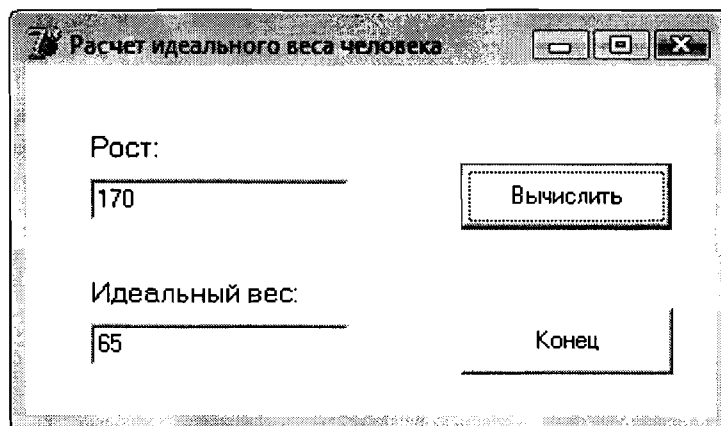 Расчет идеального веса человека
Рост:
170
Вычислить
Идеальный вес:
65
Конец